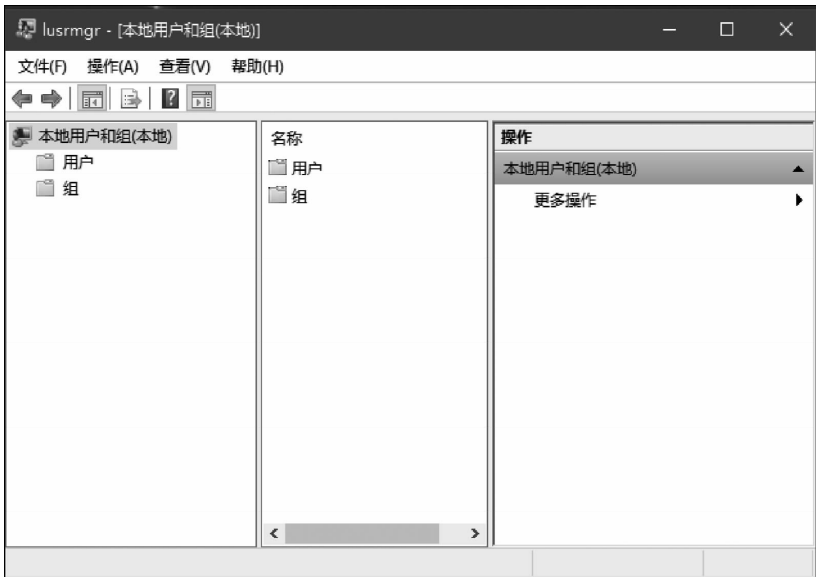 lusrmgr - [本地用户和组(本地)]
文件(F) 操作(A) 查看(V) 帮助(H)
本地用户和组(本地)
用户
组
名称
用户
组
操作
本地用户和组(本地)
更多操作